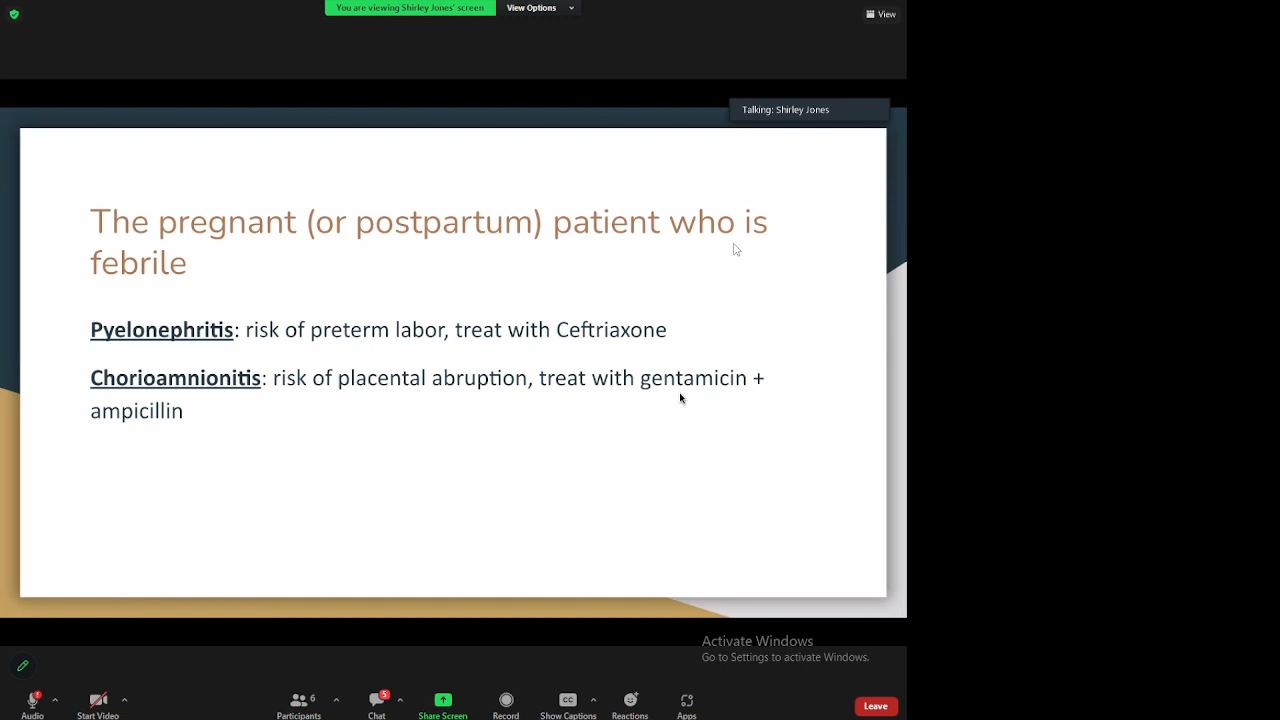 You are viewing Shirley Jones' screen
View Options
View
Talking: Shirley Jones
The pregnant (or postpartum) patient who is
febrile
Pyelonephritis: risk of preterm labor, treat with Ceftriaxone
Chorioamnionitis: risk of placental abruption, treat with gentamicin +
ampicillin
Activate Windows
Go to Settings to activate Windows.
6
5
CC
Audio
Start Video
Participants
Chat
Share Screen
Record
Show Captions
Reactions
Apps
Leave